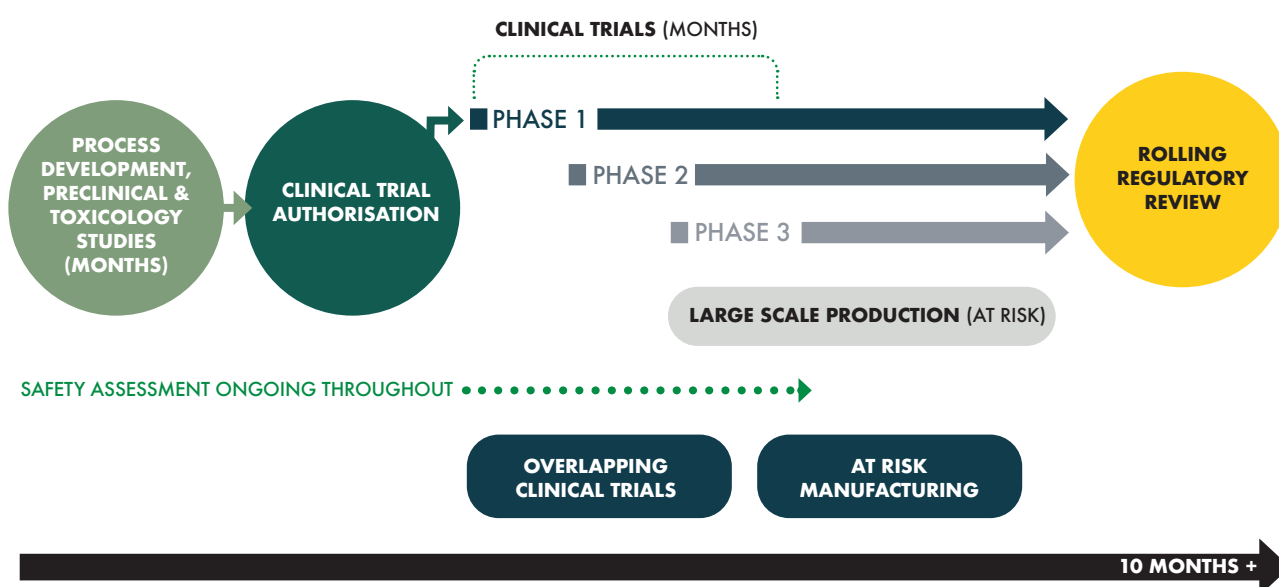 CLINICAL TRIALS (MONTHS)
PROCESS
DEVELOPMENT,
PRECLINICAL &
TOXICOLOGY
STUDIES
(MONTHS)
CLINICAL TRIAL
AUTHORISATION
PHASE 1
PHASE 2
PHASE 3
ROLLING
REGULATORY
REVIEW
LARGE SCALE PRODUCTION (AT RISK)
SAFETY ASSESSMENT ONGOING THROUGHOUT
OVERLAPPING
CLINICAL TRIALS
AT RISK
MANUFACTURING
10 MONTHS +